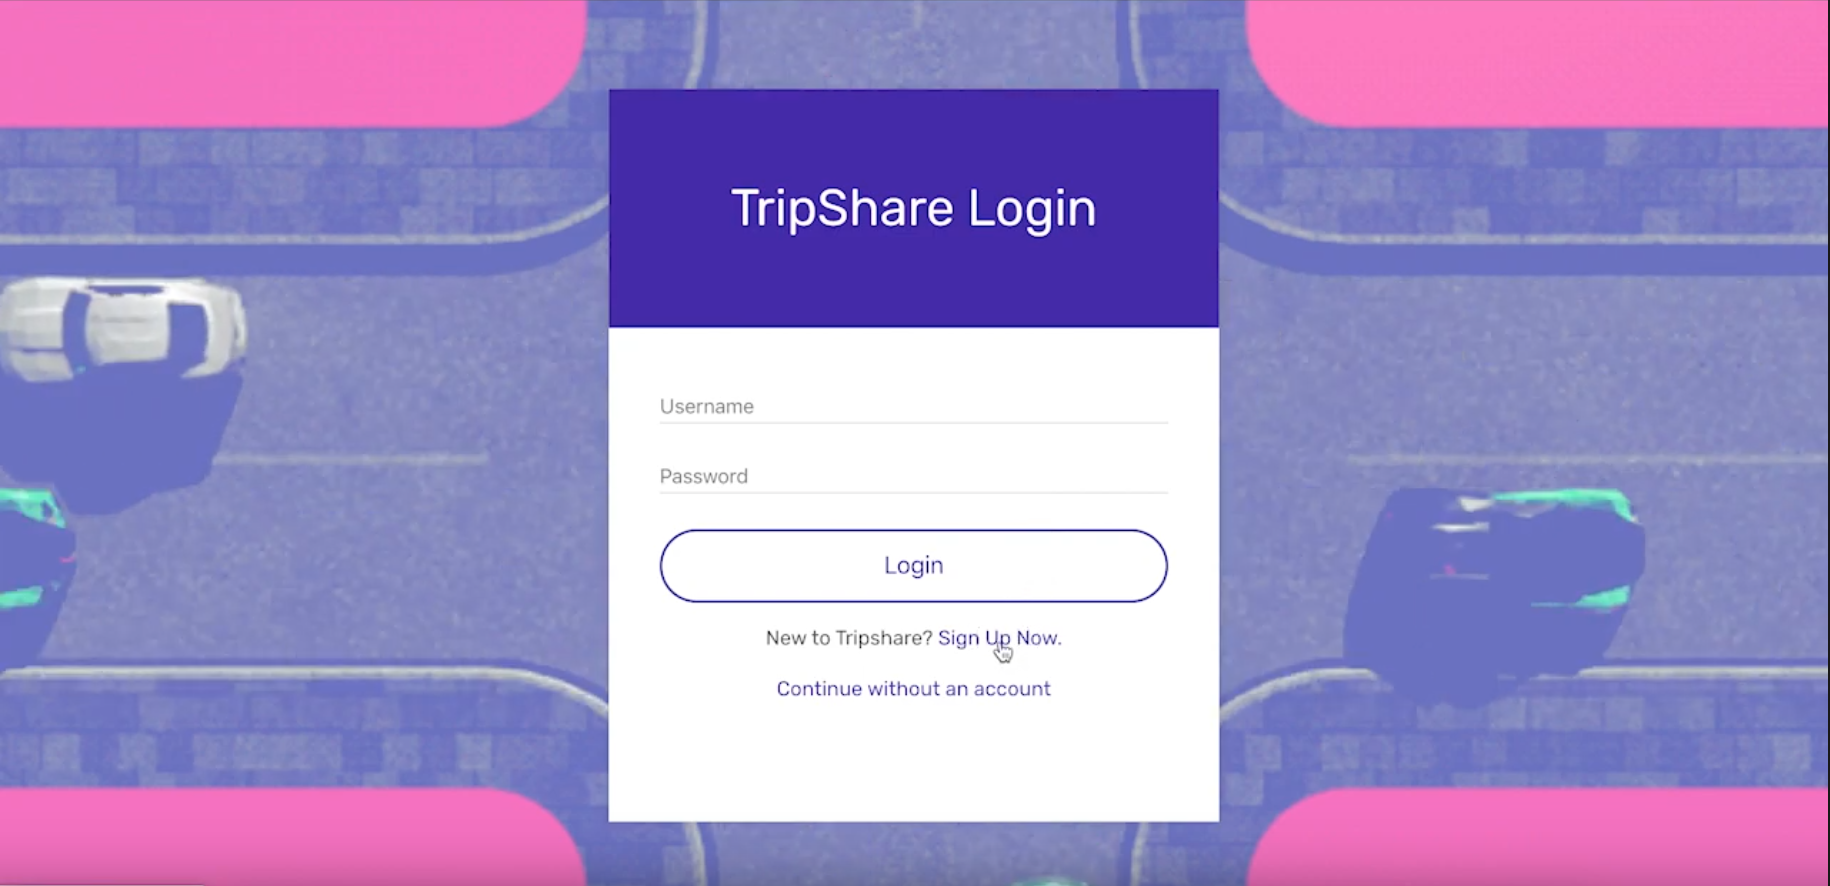 TripShare Login
Username
Password
Login
New to Tripshare? Sign Up Now.
Continue without an account